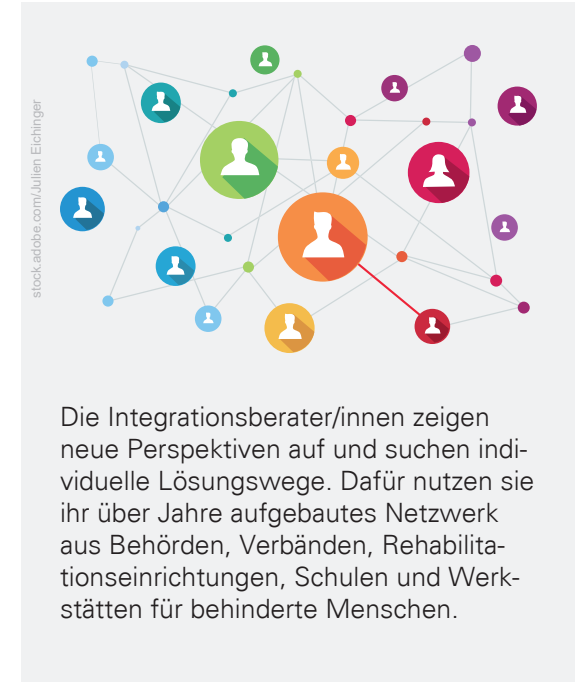 stock.adobe.com/Julien Eichinger
Die Integrationsberater/innen zeigen
neue Perspektiven auf und suchen indi-
viduelle Lösungswege. Dafür nutzen sie
ihr über Jahre aufgebautes Netzwerk
aus Behörden, Verbänden, Rehabilita-
tionseinrichtungen, Schulen und Werk-
stätten für behinderte Menschen.